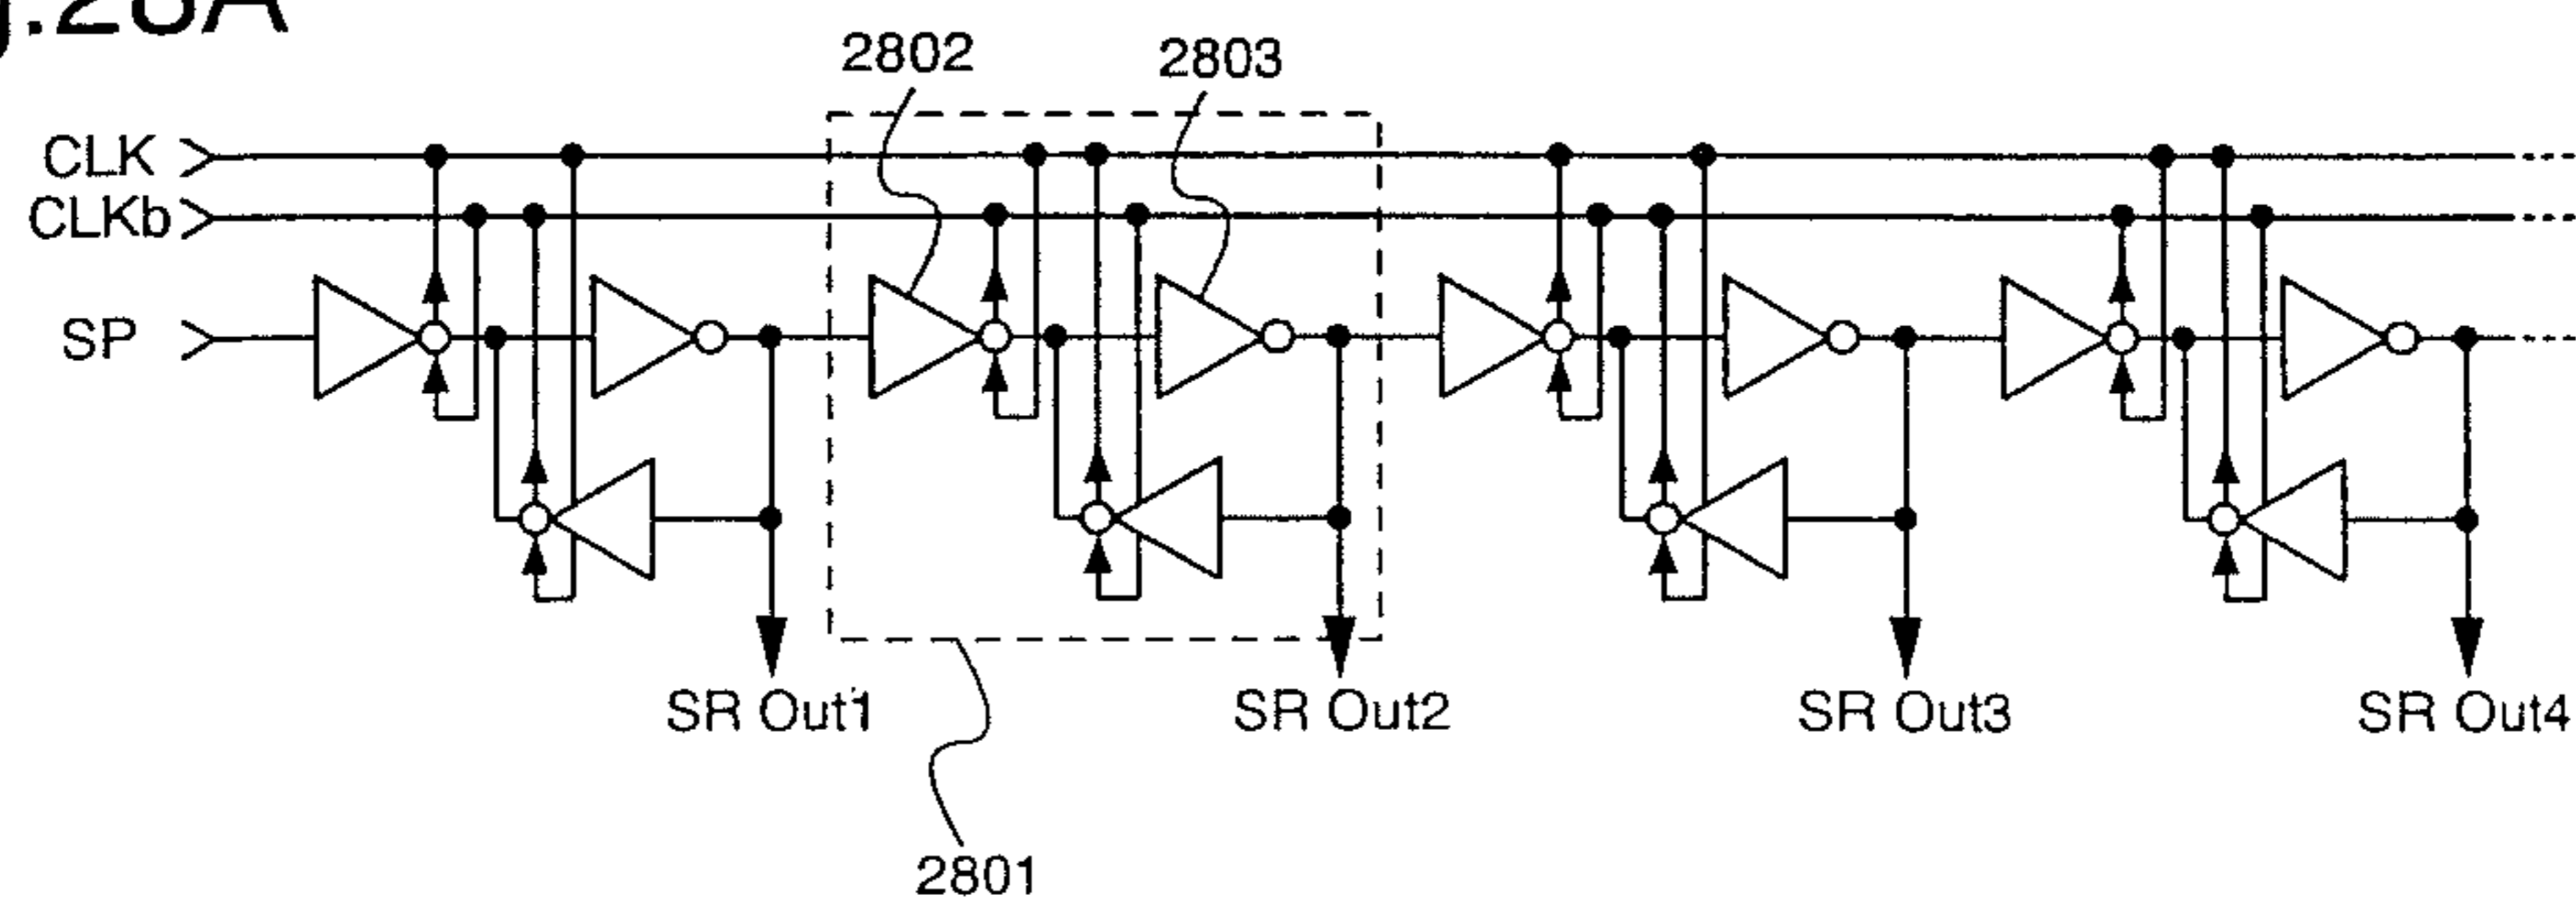 2802 2803
CLK
CLKb
SP
SR Out1 SR Out2 SR Out3 SR Out4
2801